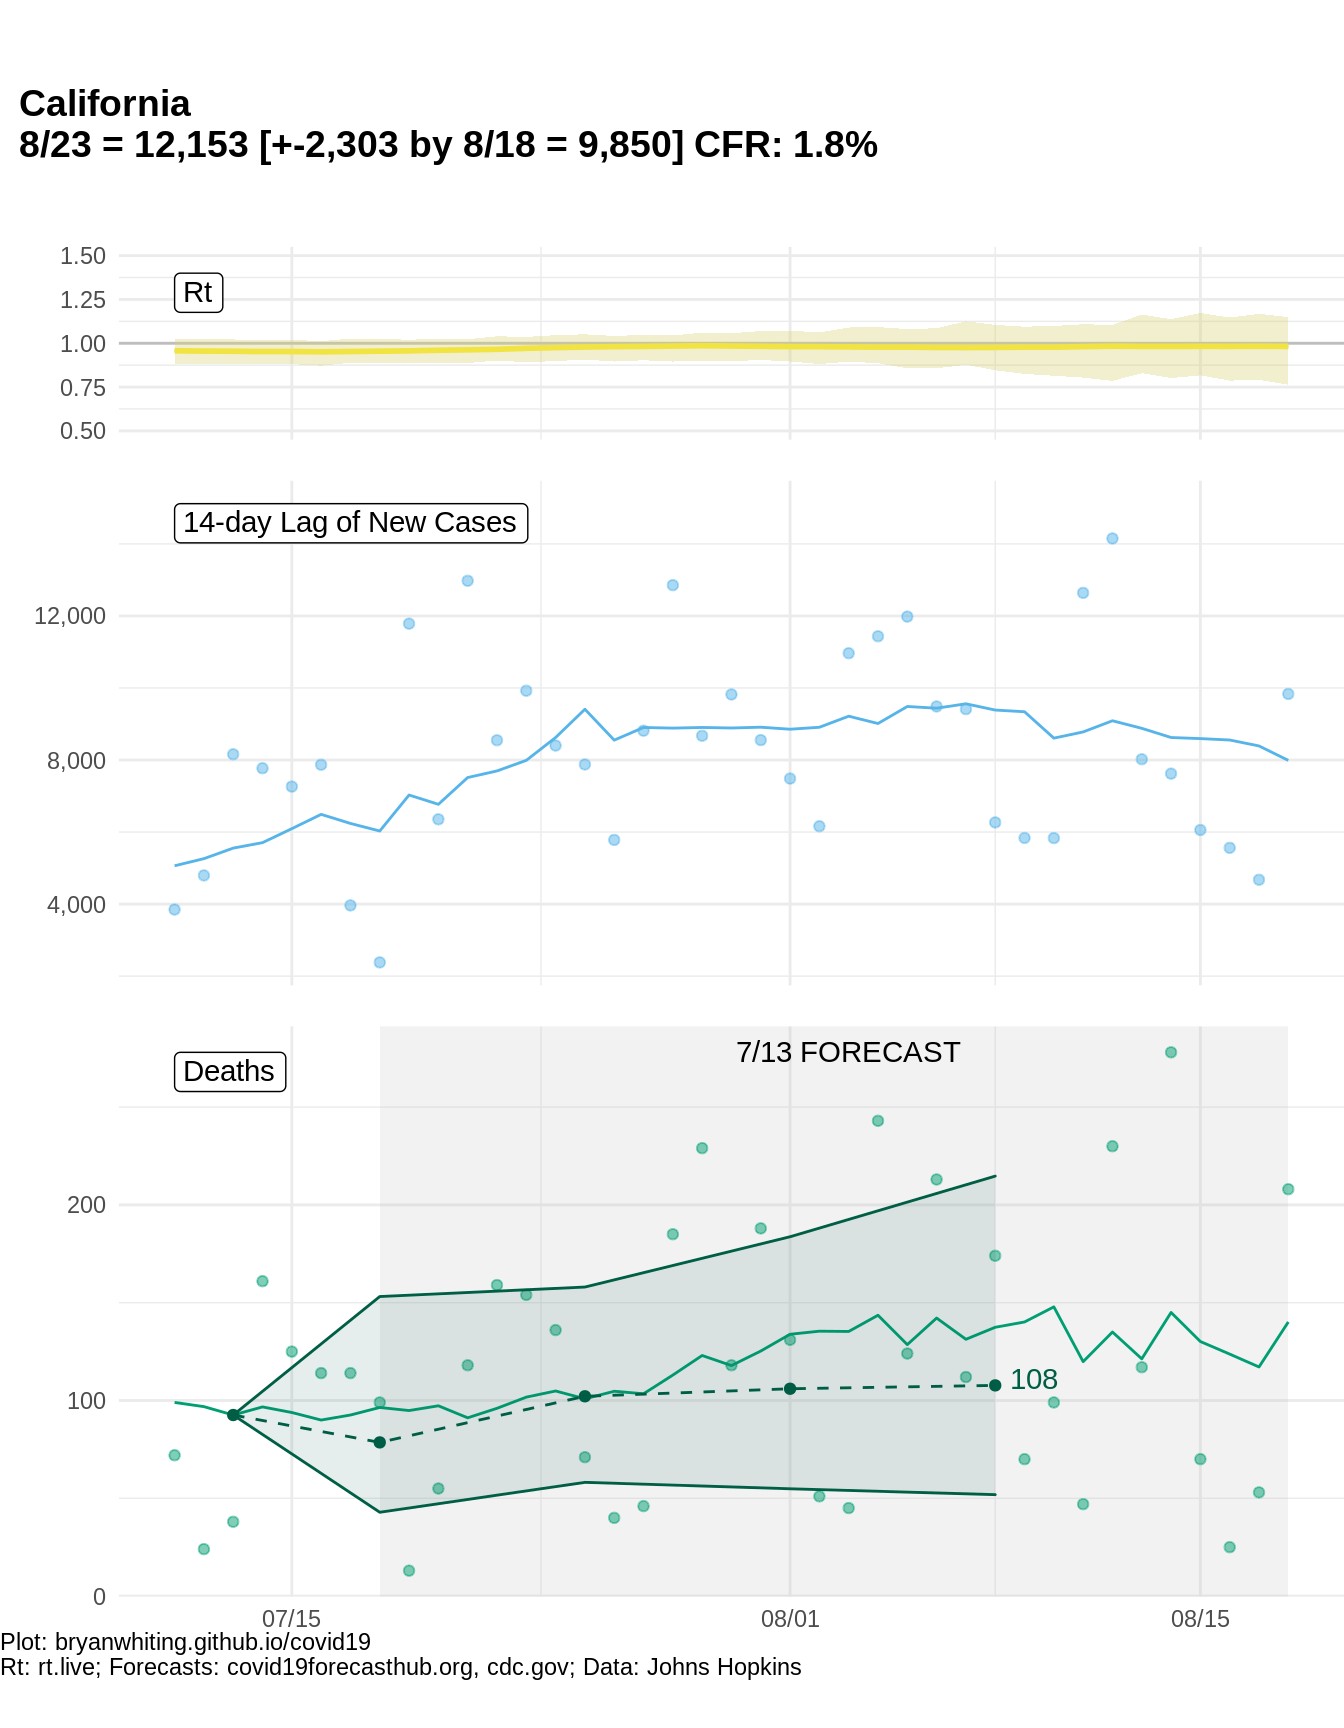 California
8/23 = 12,153 [+-2,303 by 8/18 = 9,850] CFR: 1.8%
1.50
Rt
1.25
1.00
0.75
0.50
14-day Lag of New Cases
12,000
8,000
4,000
7/13 FORECAST
Deaths
200
108
100
0
07/15 08/01 08/15
Plot: bryanwhiting.github.io/covid19
Rt: rt.live; Forecasts: covid19forecasthub.org, cdc.gov; Data: Johns Hopkins